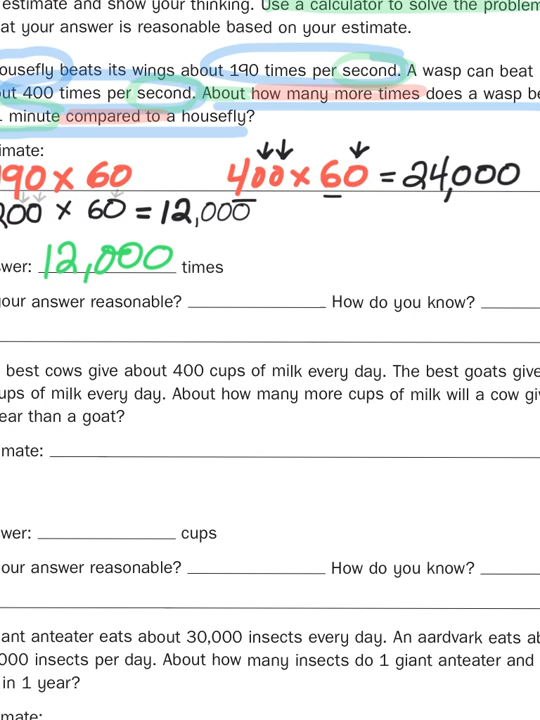 estimate and show your thinking. Use a calculator to solve the problem
at your answer is reasonable based on your estimate.
ousefly beats its wings about 190 times per second. A wasp can beat
ut 400 times per second. About how many more times does a wasp be
1 minute compared to a housefly?
imate:
190 x 60 400 x 60 = 24,000
200 x 60 = 12,000
wer: 12,000 times
our answer reasonable? How do you know?
best cows give about 400 cups of milk every day. The best goats give
ups of milk every day. About how many more cups of milk will a cow giv
ear than a goat?
mate:
wer: cups
our answer reasonable? How do you know?
ant anteater eats about 30,000 insects every day. An aardvark eats ab
000 insects per day. About how many insects do 1 giant anteater and
in 1 year?
mate: